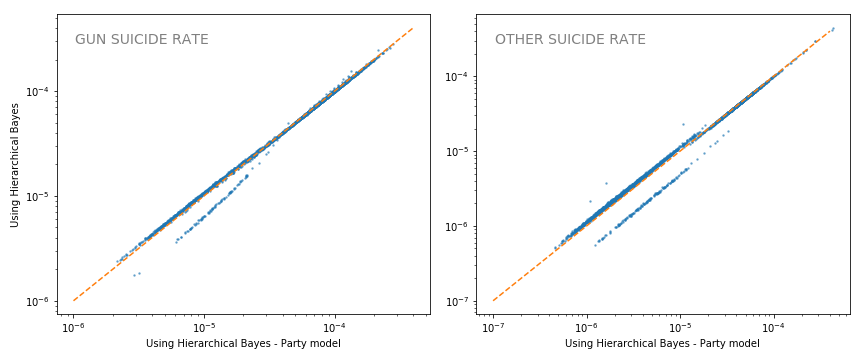 GUN SUICIDE RATE
Using Hierarchical Bayes
10⁻⁴
10⁻⁵
10⁻⁶
10⁻⁶ 10⁻⁵ 10⁻⁴
Using Hierarchical Bayes - Party model
OTHER SUICIDE RATE
10⁻⁴
10⁻⁵
10⁻⁶
10⁻⁷
10⁻⁷ 10⁻⁶ 10⁻⁵ 10⁻⁴
Using Hierarchical Bayes - Party model